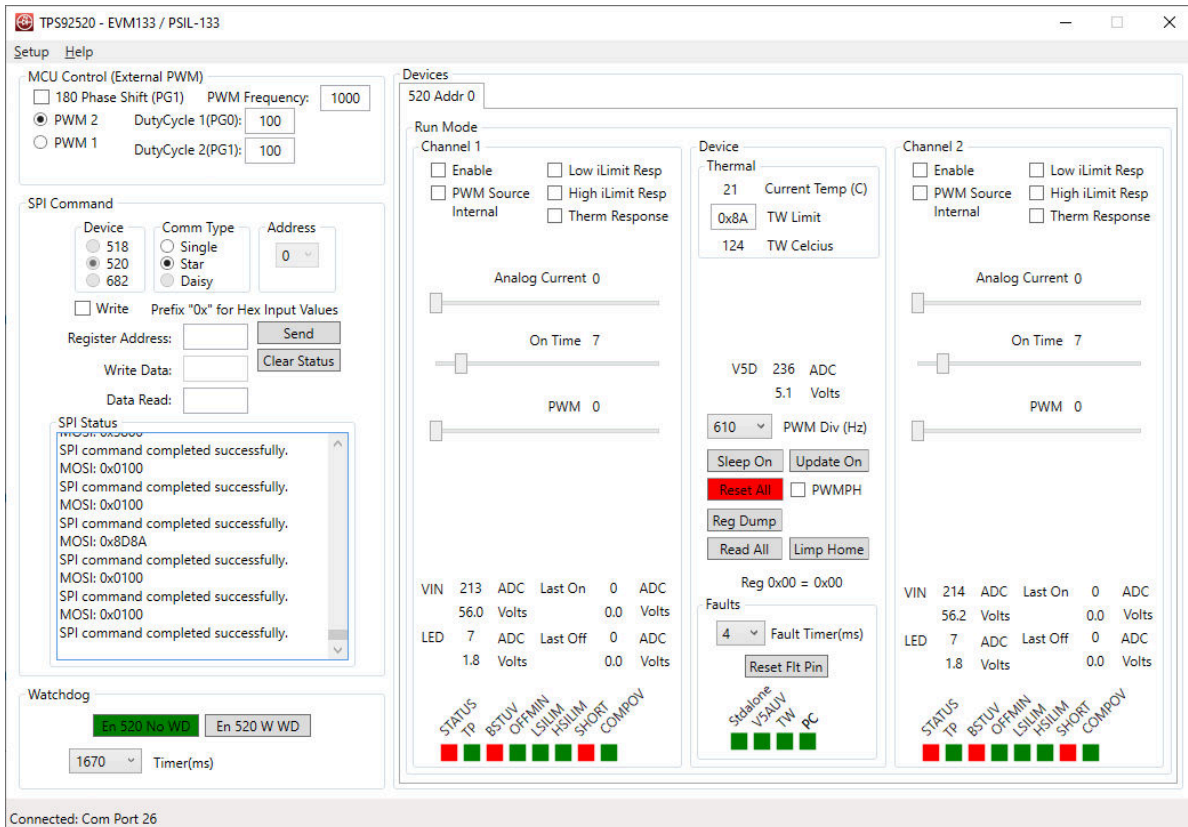 TPS92520 - EVM133 / PSIL-133
Setup Help
MCU Control (External PWM)
180 Phase Shift (PG1) PWM Frequency: 1000
PWM 2 DutyCycle 1(PG0): 100
PWM 1 DutyCycle 2(PG1): 100
SPI Command
Device Comm Type Address
518 Single
520 Star 0
682 Daisy
Write Prefix "0x" for Hex Input Values
Register Address: Send
Write Data: Clear Status
Data Read:
SPI Status
SPI command completed successfully.
MOSI: 0x0100
SPI command completed successfully.
MOSI: 0x0100
SPI command completed successfully.
MOSI: 0x8D8A
SPI command completed successfully.
MOSI: 0x0100
SPI command completed successfully.
MOSI: 0x0100
SPI command completed successfully.
Watchdog
En 520 No WD En 520 W WD
1670 Timer(ms)
Devices
520 Addr 0
Run Mode
Channel 1
Enable Low iLimit Resp
PWM Source High iLimit Resp
Internal Therm Response
Analog Current 0
On Time 7
PWM 0
VIN 213 ADC Last On 0 ADC
56.0 Volts 0.0 Volts
LED 7 ADC Last Off 0 ADC
1.8 Volts 0.0 Volts
STATUS TP BSTUV OFFMIN LSILIM HSILIM SHORT COMPOV
Device
Thermal
21 Current Temp (C)
0x8A TW Limit
124 TW Celcius
V5D 236 ADC
5.1 Volts
610 PWM Div (Hz)
Sleep On Update On
Reset All PWMPH
Reg Dump
Read All Limp Home
Reg 0x00 = 0x00
Faults
4 Fault Timer(ms)
Reset Flt Pin
Stdalone V5AUV TW PC
Channel 2
Enable Low iLimit Resp
PWM Source High iLimit Resp
Internal Therm Response
Analog Current 0
On Time 7
PWM 0
VIN 214 ADC Last On 0 ADC
56.2 Volts 0.0 Volts
LED 7 ADC Last Off 0 ADC
1.8 Volts 0.0 Volts
STATUS TP BSTUV OFFMIN LSILIM HSILIM SHORT COMPOV
Connected: Com Port 26